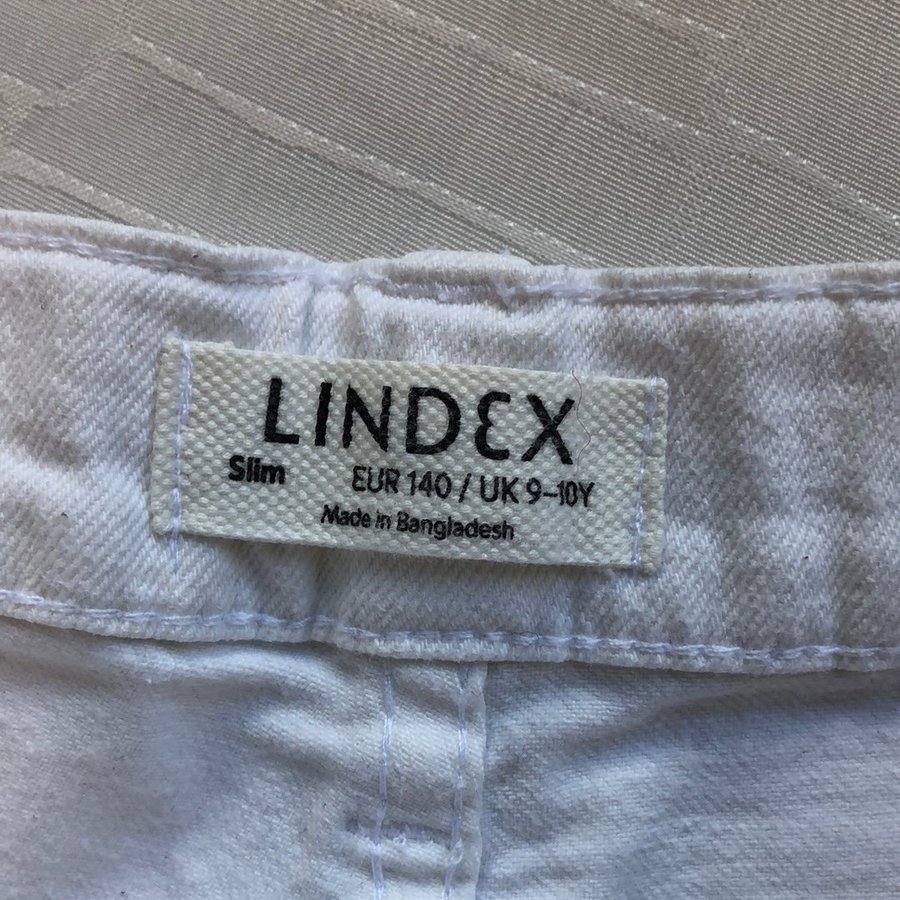 LINDEX
Slim EUR 140 / UK 9-10Y
Made in Bangladesh